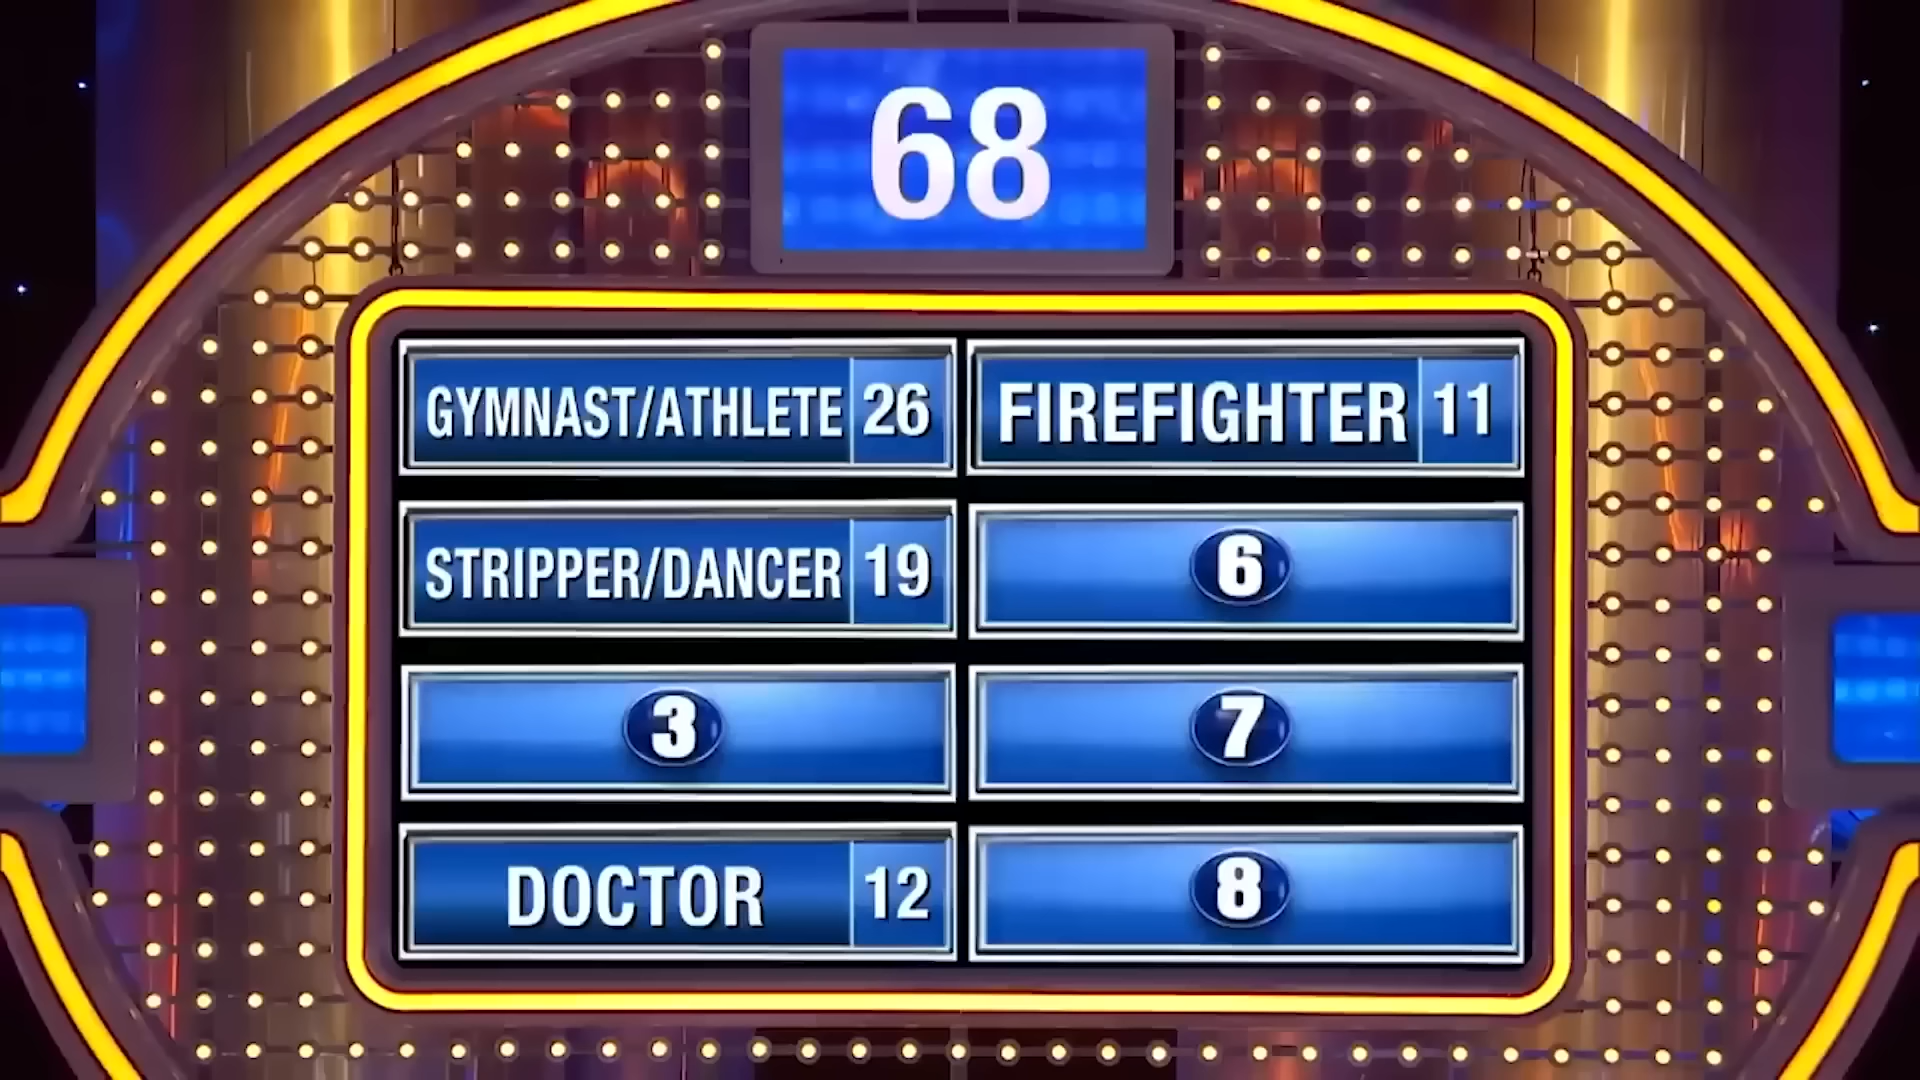 68
GYMNAST/ATHLETE 26
FIREFIGHTER 11
STRIPPER/DANCER 19
6
3
7
DOCTOR 12
8